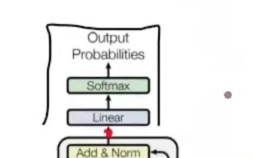 Output
Probabilities
Softmax
Linear
Add & Norm